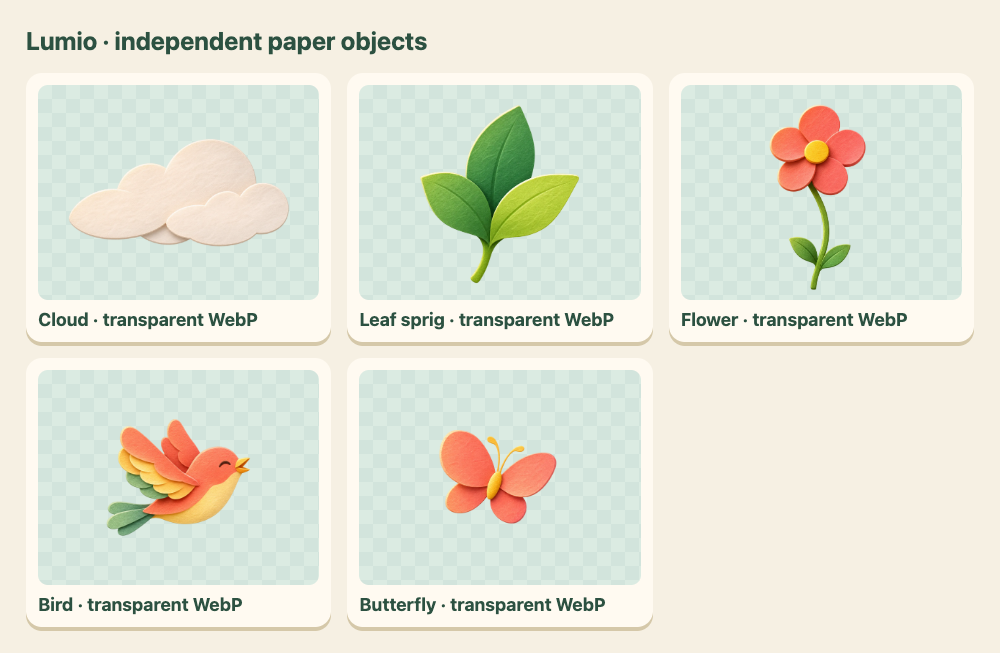 Lumio · independent paper objects
Cloud · transparent WebP
Leaf sprig · transparent WebP
Flower · transparent WebP
Bird · transparent WebP
Butterfly · transparent WebP